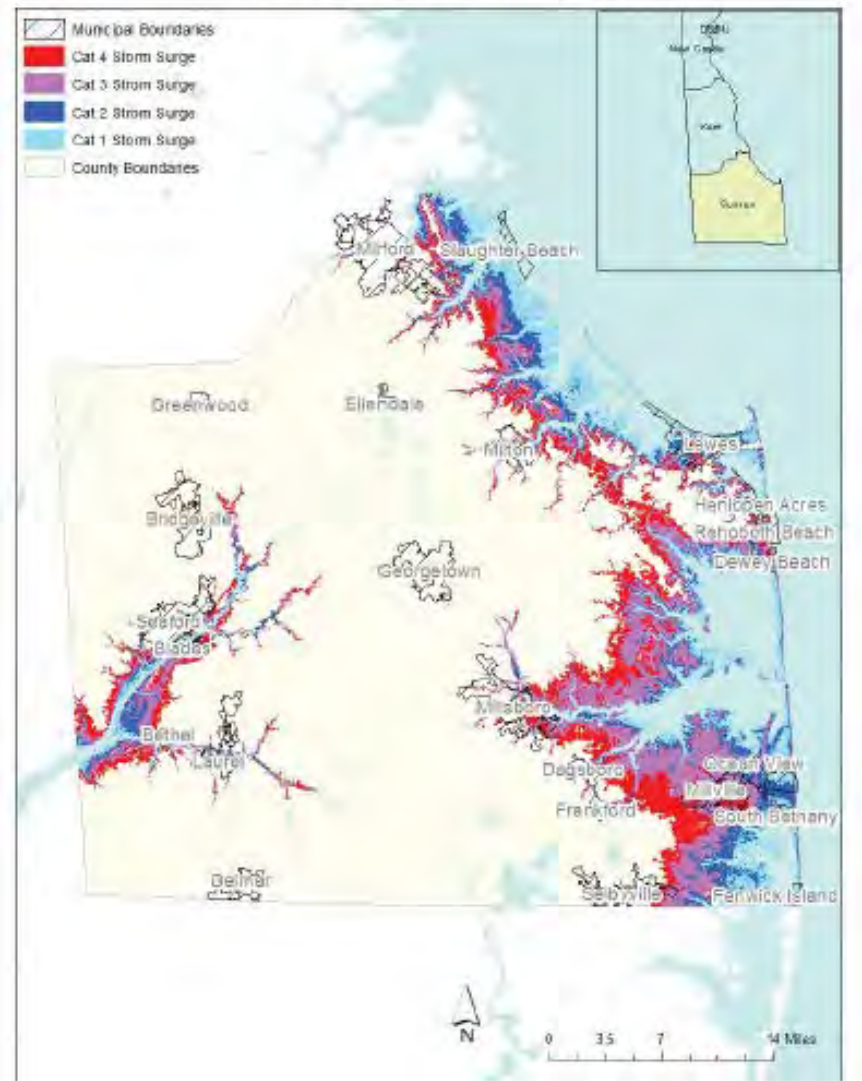 Municipal Boundaries
Cat 4 Storm Surge
Cat 3 Strom Surge
Cat 2 Strom Surge
Cat 1 Storm Surge
County Boundaries
New Castle
Kent
Sussex
Milford
Slaughter Beach
Greenwood
Ellendale
Milton
Lewes
Henlopen Acres
Bridgeville
Rehoboth Beach
Dewey Beach
Georgetown
Seaford
Blades
Millsboro
Bethel
Laurel
Dagsboro
Ocean View
Millville
Frankford
South Bethany
Delmar
Selbyville
Fenwick Island
N
0 3.5 7 14 Miles